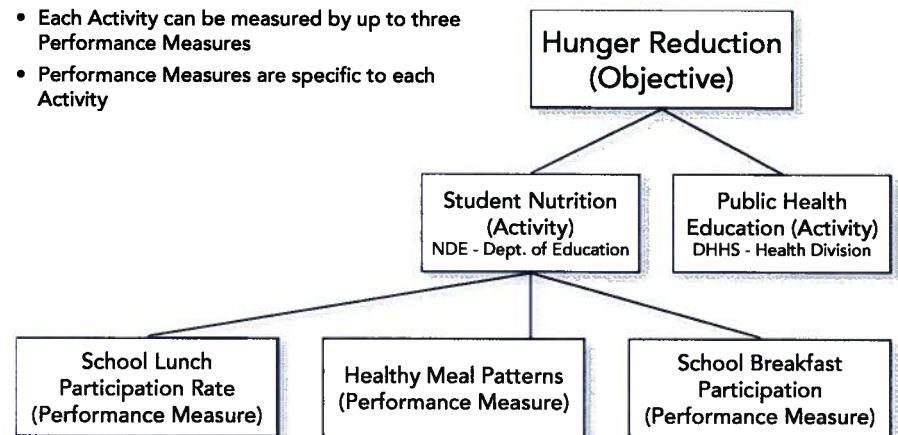 • Each Activity can be measured by up to three
Performance Measures
• Performance Measures are specific to each
Activity
Hunger Reduction
(Objective)
Student Nutrition
(Activity)
NDE - Dept. of Education
Public Health
Education (Activity)
DHHS - Health Division
School Lunch
Participation Rate
(Performance Measure)
Healthy Meal Patterns
(Performance Measure)
School Breakfast
Participation
(Performance Measure)